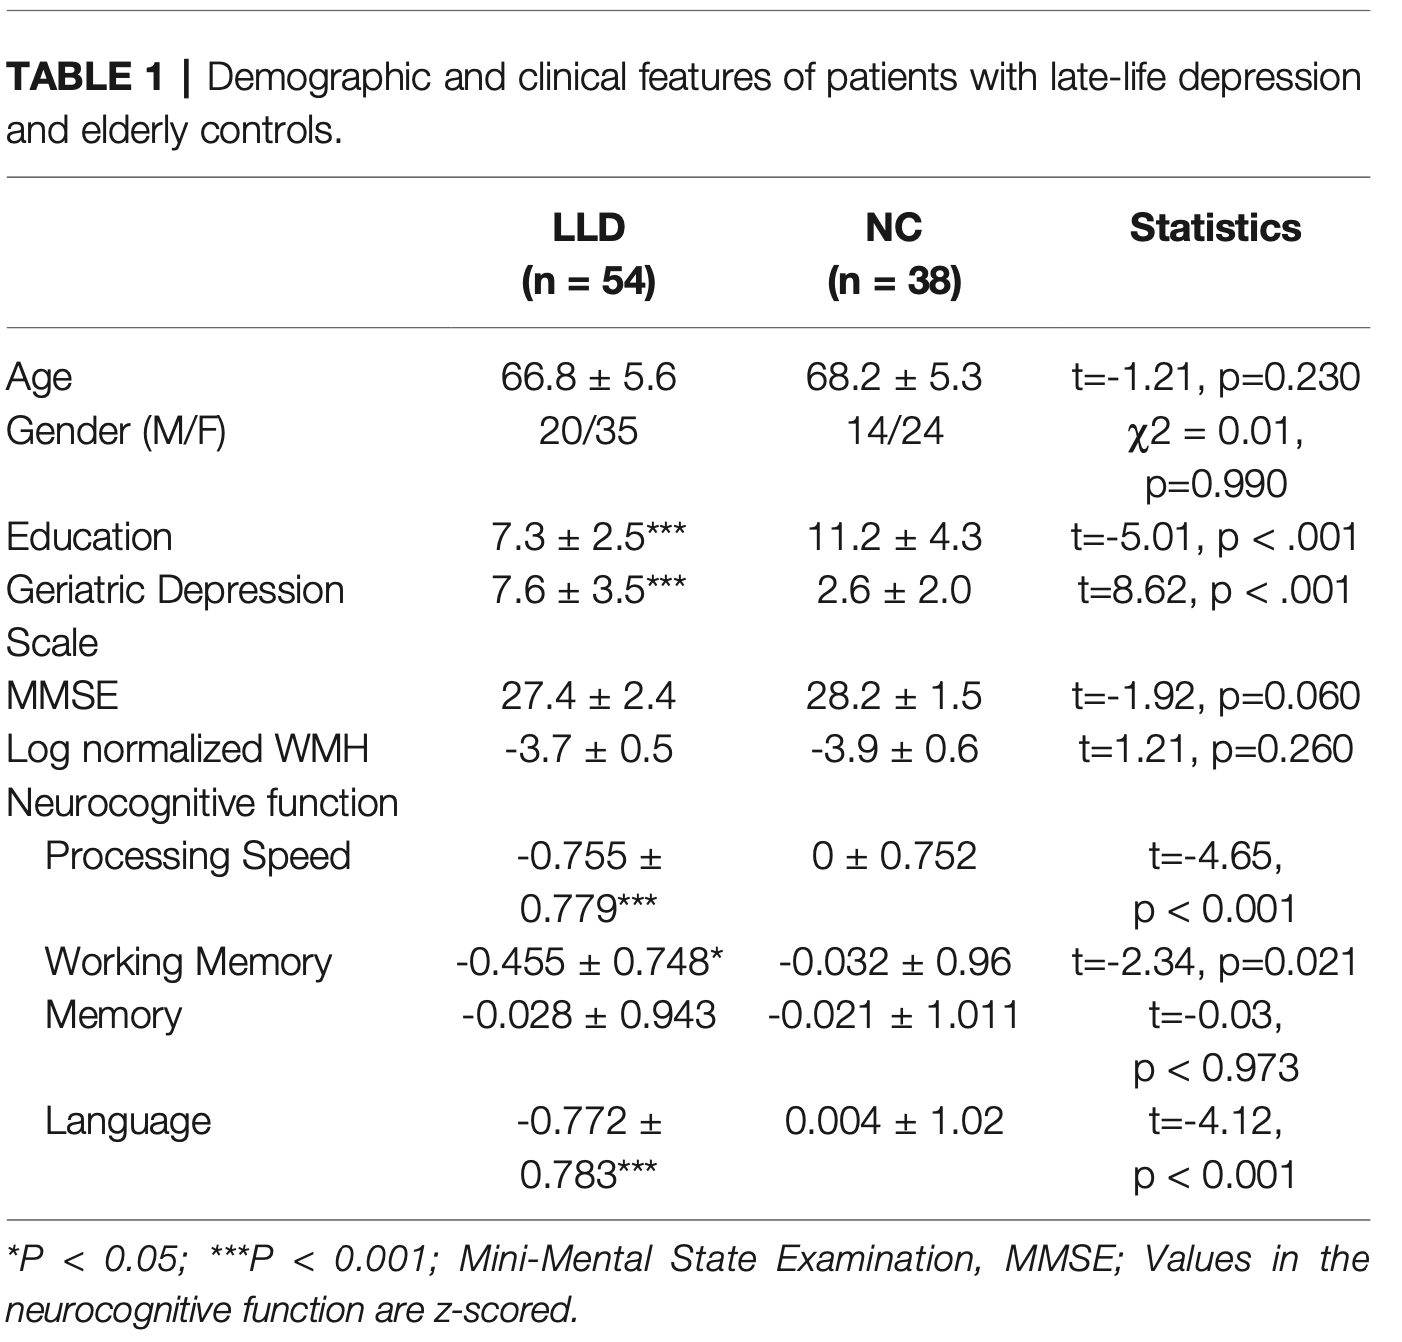 TABLE 1 | Demographic and clinical features of patients with late-life depression
and elderly controls.
LLD NC Statistics
(n = 54) (n = 38)
Age 66.8 ± 5.6 68.2 ± 5.3 t=-1.21, p=0.230
Gender (M/F) 20/35 14/24 χ2 = 0.01,
p=0.990
Education 7.3 ± 2.5*** 11.2 ± 4.3 t=-5.01, p < .001
Geriatric Depression 7.6 ± 3.5*** 2.6 ± 2.0 t=8.62, p < .001
Scale
MMSE 27.4 ± 2.4 28.2 ± 1.5 t=-1.92, p=0.060
Log normalized WMH -3.7 ± 0.5 -3.9 ± 0.6 t=1.21, p=0.260
Neurocognitive function
Processing Speed -0.755 ± 0 ± 0.752 t=-4.65,
0.779*** p < 0.001
Working Memory -0.455 ± 0.748* -0.032 ± 0.96 t=-2.34, p=0.021
Memory -0.028 ± 0.943 -0.021 ± 1.011 t=-0.03,
p < 0.973
Language -0.772 ± 0.004 ± 1.02 t=-4.12,
0.783*** p < 0.001
*P < 0.05; ***P < 0.001; Mini-Mental State Examination, MMSE; Values in the
neurocognitive function are z-scored.